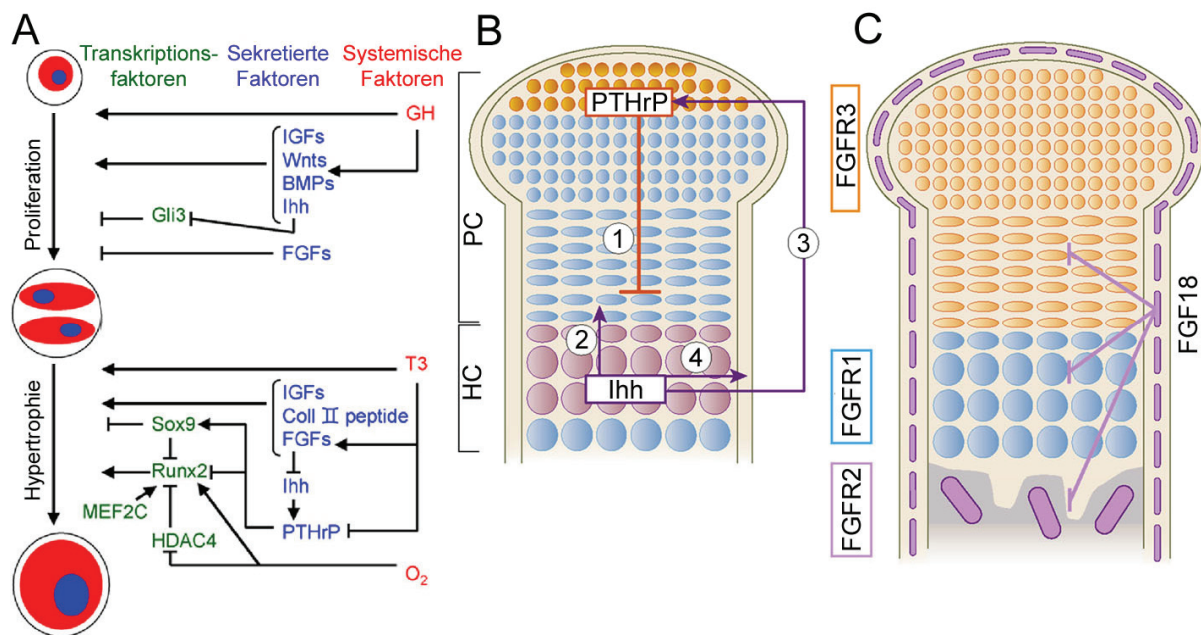 A
Transkriptions-
faktoren
Sekretierte
Faktoren
Systemische
Faktoren
Proliferation
GH
IGFs
Wnts
BMPs
Ihh
Gli3
FGFs
Hypertrophie
T3
IGFs
Coll II peptide
FGFs
Sox9
Runx2
Ihh
MEF2C
PTHrP
HDAC4
O2
B
PC
HC
PTHrP
1
2
3
4
Ihh
C
FGFR3
FGFR1
FGFR2
FGF18